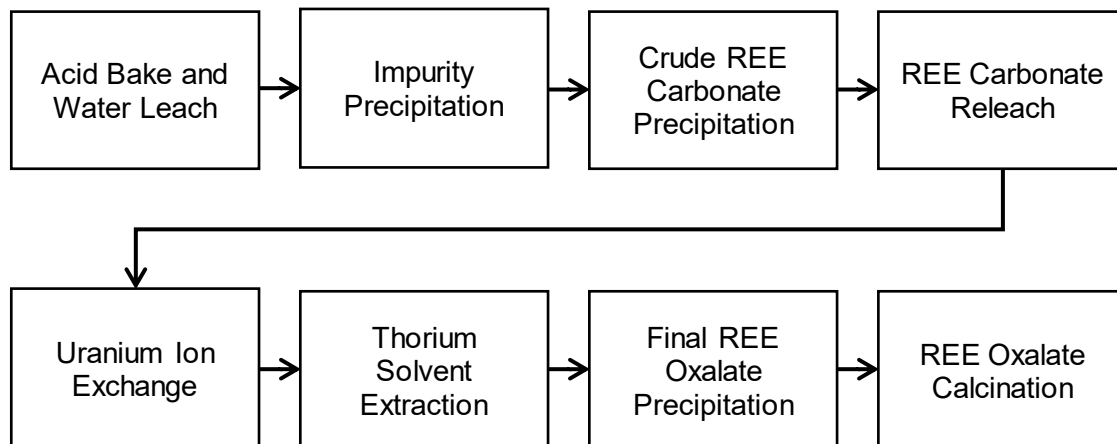 Acid Bake and
Water Leach
Impurity
Precipitation
Crude REE
Carbonate
Precipitation
REE Carbonate
Releach
Uranium Ion
Exchange
Thorium
Solvent
Extraction
Final REE
Oxalate
Precipitation
REE Oxalate
Calcination